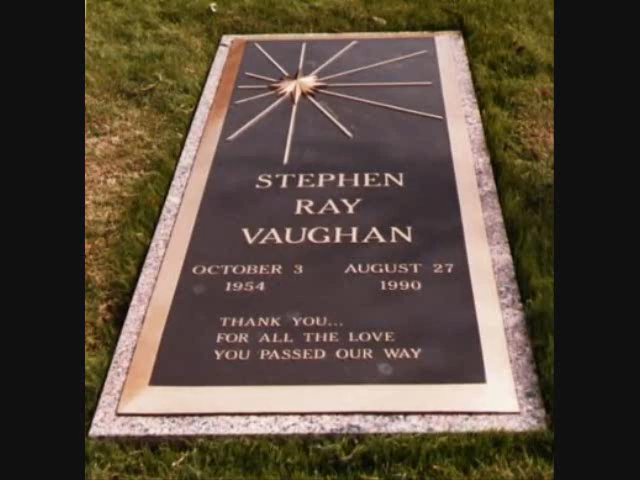 STEPHEN
RAY
VAUGHAN
OCTOBER 3 AUGUST 27
1954 1990
THANK YOU...
FOR ALL THE LOVE
YOU PASSED OUR WAY